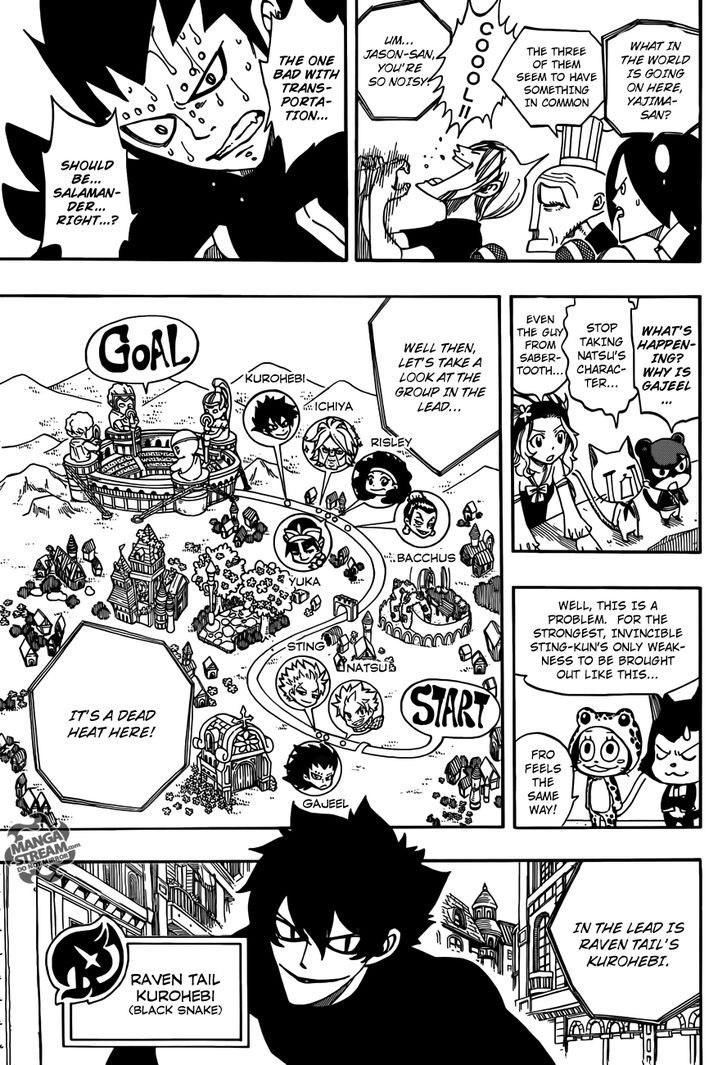 WHAT IN THE
WORLD IS
GOING ON
HERE,
YAJIMA-
SAN?
THE THREE
OF THEM
SEEM TO HAVE
SOMETHING
IN COMMON
COOOL!!
UM...
JASON-SAN,
YOU'RE
SO NOISY!
THE ONE
BAD WITH
TRANS-
PORTA-
TION...
SHOULD
BE...
SALAMAN-
DER...
RIGHT...?
WHAT'S
HAPPEN-
ING?
WHY IS
GAJEEL
...
STOP
TAKING
NATSU'S
CHARAC-
TER...
EVEN
THE GUY
FROM
SABER-
TOOTH...
WELL THEN,
LET'S TAKE A
LOOK AT THE
GROUP IN THE
LEAD...
GOAL
KUROHEBI
ICHIYA
RISLEY
BACCHUS
YUKA
STING
NATSU
START
GAJEEL
IT'S A DEAD
HEAT HERE!
WELL, THIS IS A
PROBLEM. FOR THE
STRONGEST, INVINCIBLE
STING-KUN'S ONLY WEAK-
NESS TO BE BROUGHT
OUT LIKE THIS...
FRO FEELS
THE SAME
WAY!
MANGA
STREAM.com
DO NOT MIRROR
IN THE LEAD IS
RAVEN TAIL'S
KUROHEBI.
RAVEN TAIL
KUROHEBI
(BLACK SNAKE)